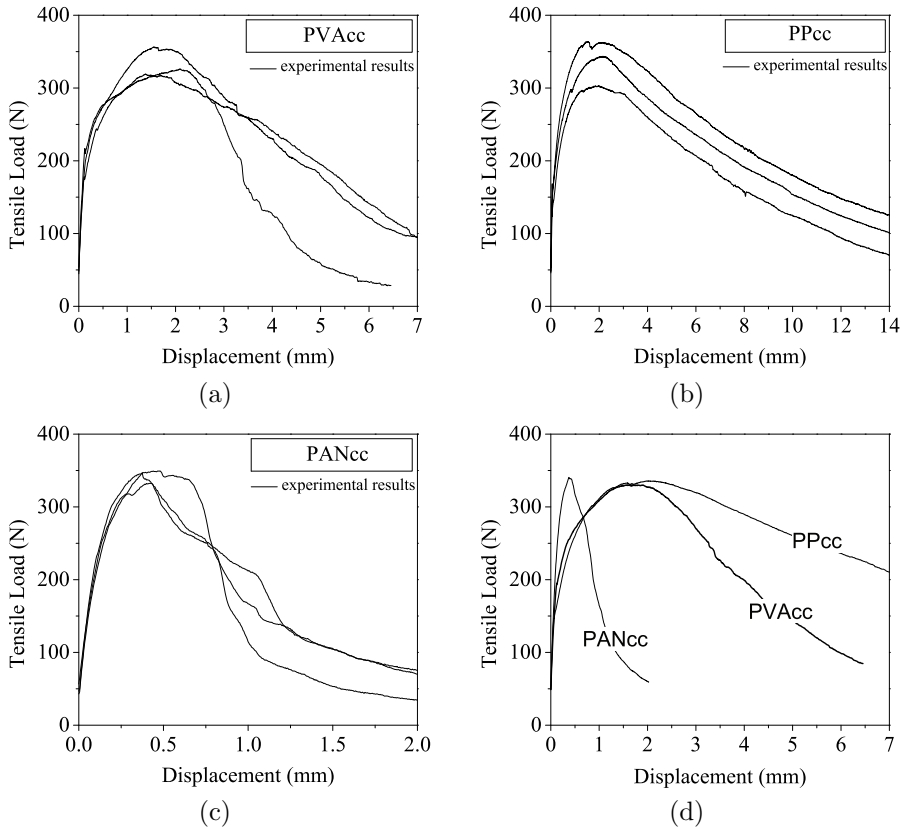 PVAcc
experimental results
400
300
200
100
0
Tensile Load (N)
0 1 2 3 4 5 6 7
Displacement (mm)
(a)
PPcc
experimental results
400
300
200
100
0
Tensile Load (N)
0 2 4 6 8 10 12 14
Displacement (mm)
(b)
PANcc
experimental results
400
300
200
100
0
Tensile Load (N)
0.0 0.5 1.0 1.5 2.0
Displacement (mm)
(c)
400
300
200
100
0
Tensile Load (N)
PPcc
PVAcc
PANcc
0 1 2 3 4 5 6 7
Displacement (mm)
(d)